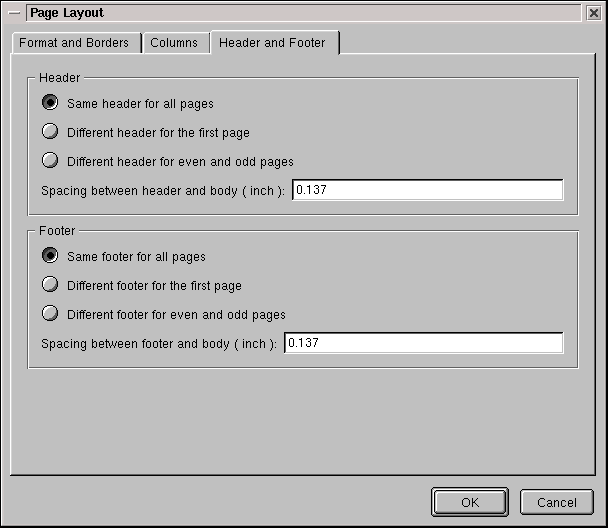 Page Layout
Format and Borders Columns Header and Footer
Header
Same header for all pages
Different header for the first page
Different header for even and odd pages
Spacing between header and body ( inch ): 0.137
Footer
Same footer for all pages
Different footer for the first page
Different footer for even and odd pages
Spacing between footer and body ( inch ): 0.137
OK Cancel